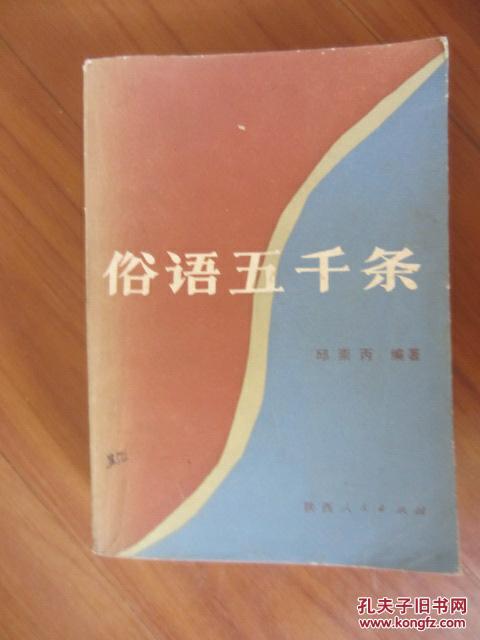 俗语五千条
邱崇丙 编著
陕西人民出版社
孔夫子旧书网
www.kongfz.com